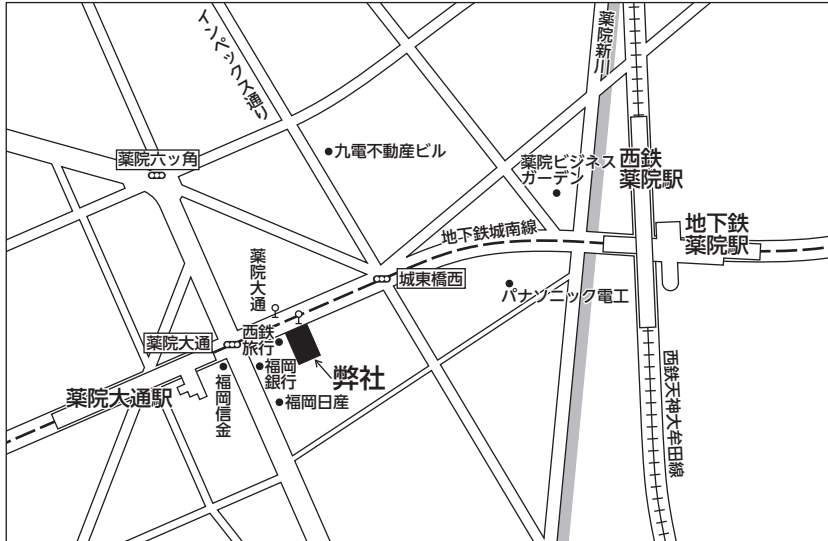 インペックス通り
薬院新川
九電不動産ビル
薬院六ッ角
薬院ビジネス
ガーデン
西鉄
薬院駅
地下鉄
薬院駅
地下鉄城南線
薬院大通
城東橋西
パナソニック電工
薬院大通
西鉄
旅行
福岡
銀行
弊社
薬院大通駅
福岡信金
福岡日産
西鉄天神大牟田線